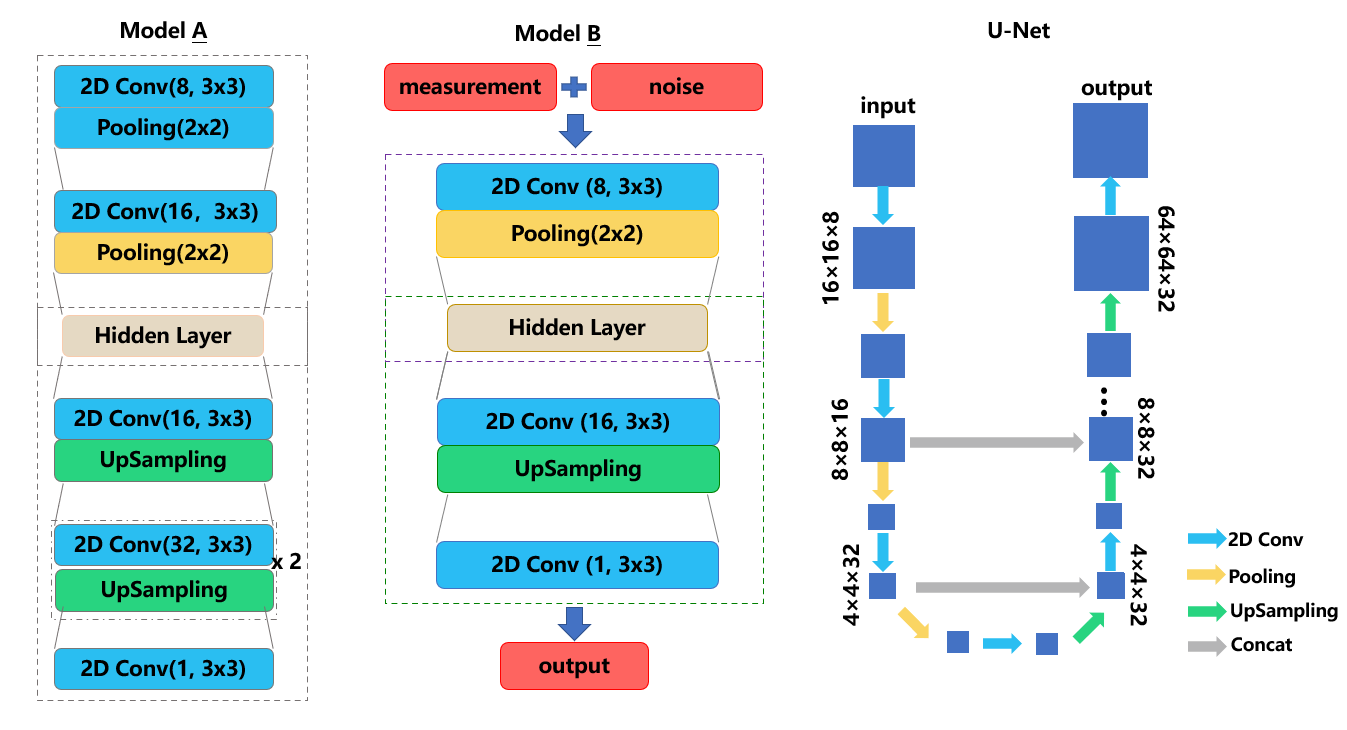 Model A
2D Conv(8, 3x3)
Pooling(2x2)
2D Conv(16, 3x3)
Pooling(2x2)
Hidden Layer
2D Conv(16, 3x3)
UpSampling
2D Conv(32, 3x3)
x 2
UpSampling
2D Conv(1, 3x3)
Model B
measurement
noise
2D Conv (8, 3x3)
Pooling(2x2)
Hidden Layer
2D Conv (16, 3x3)
UpSampling
2D Conv (1, 3x3)
output
U-Net
input
output
16×16×8
64×64×32
8×8×16
8×8×32
4×4×32
4×4×32
2D Conv
Pooling
UpSampling
Concat